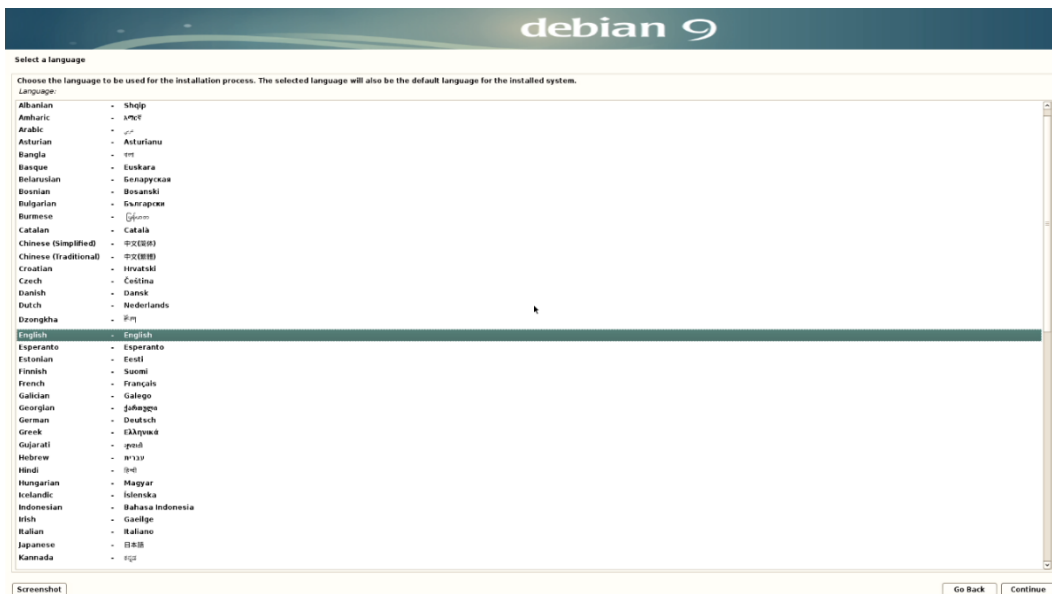 debian 9
Select a language
Choose the language to be used for the installation process. The selected language will also be the default language for the installed system.
Language:
Albanian - Shqip
Amharic - አማርኛ
Arabic - عربي
Asturian - Asturianu
Bangla - বাংলা
Basque - Euskara
Belarusian - Беларуская
Bosnian - Bosanski
Bulgarian - Български
Burmese -
Catalan - Català
Chinese (Simplified) - 中文(简体)
Chinese (Traditional) - 中文(繁體)
Croatian - Hrvatski
Czech - Čeština
Danish - Dansk
Dutch - Nederlands
Dzongkha -
English - English
Esperanto - Esperanto
Estonian - Eesti
Finnish - Suomi
French - Français
Galician - Galego
Georgian - ქართული
German - Deutsch
Greek - Ελληνικά
Gujarati - ગુજરાતી
Hebrew - עברית
Hindi - हिन्दी
Hungarian - Magyar
Icelandic - Íslenska
Indonesian - Bahasa Indonesia
Irish - Gaeilge
Italian - Italiano
Japanese - 日本語
Kannada -
Screenshot Go Back Continue